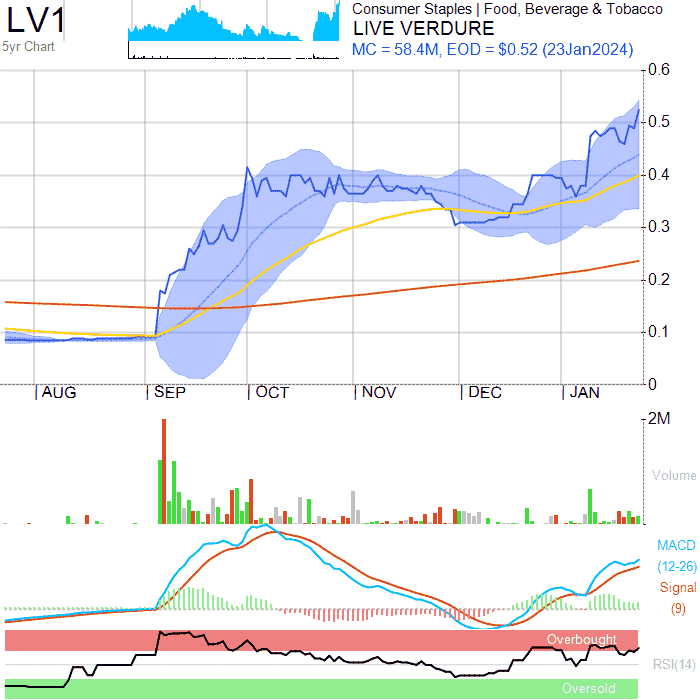 LV1
5yr Chart
Consumer Staples | Food, Beverage & Tobacco
LIVE VERDURE
MC = 58.4M, EOD = $0.52 (23Jan2024)
0.6
0.5
0.4
0.3
0.2
0.1
0
AUG SEP OCT NOV DEC JAN
2M
Volume
MACD
(12-26)
Signal
(9)
Overbought
RSI(14)
Oversold